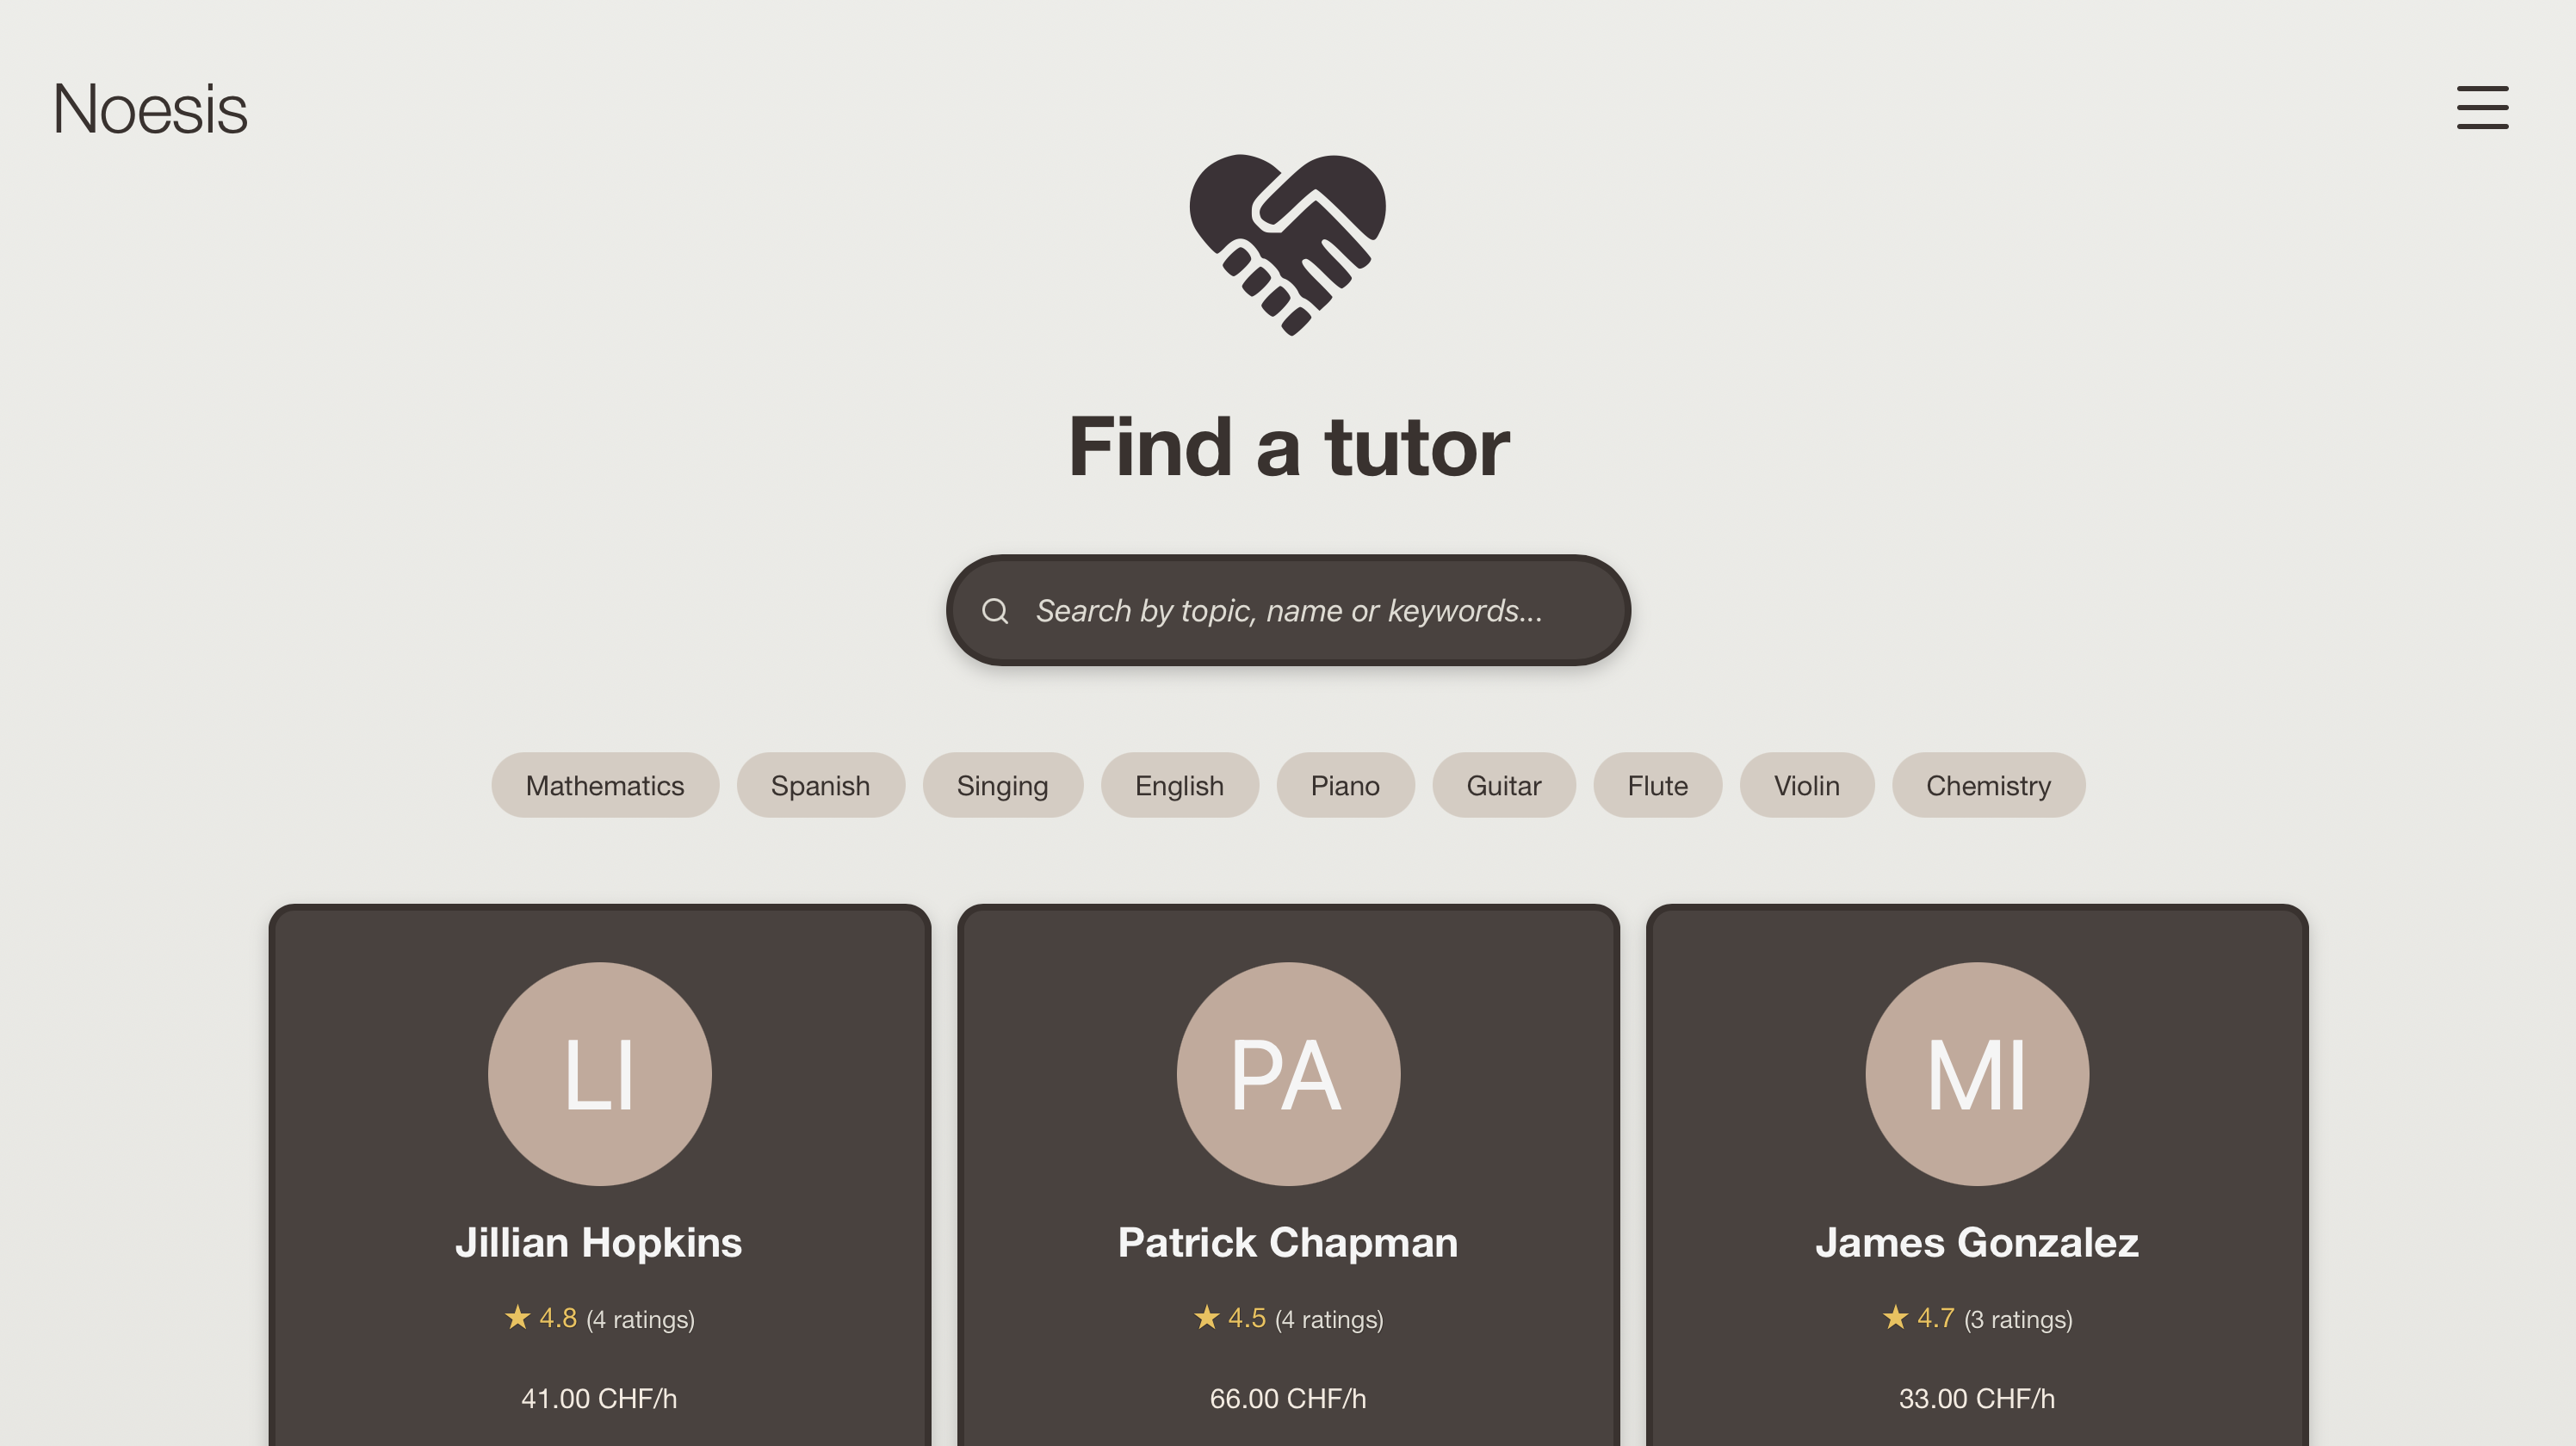 Noesis
Find a tutor
Search by topic, name or keywords...
Mathematics Spanish Singing English Piano Guitar Flute Violin Chemistry
LI PA MI
Jillian Hopkins Patrick Chapman James Gonzalez
★ 4.8 (4 ratings) ★ 4.5 (4 ratings) ★ 4.7 (3 ratings)
41.00 CHF/h 66.00 CHF/h 33.00 CHF/h